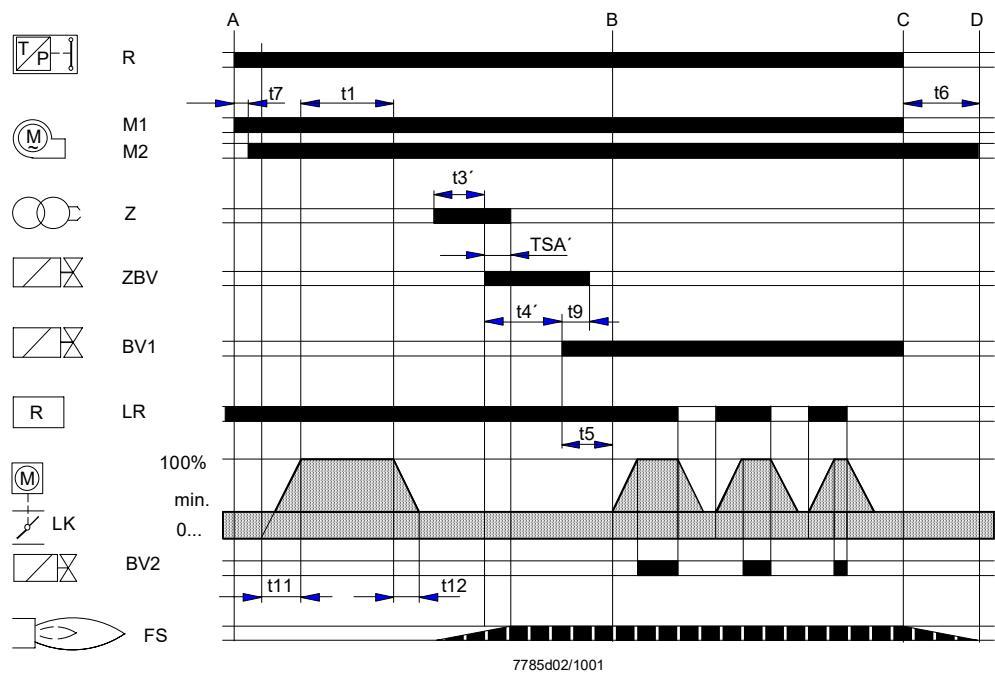 A B C D
T P R
t7 t1 t6
M1
M ~
M2
t3´
Z
TSA´
ZBV
t4´ t9
BV1
R LR
t5
100%
M
min.
LK
0...
BV2
t11 t12
FS
7785d02/1001